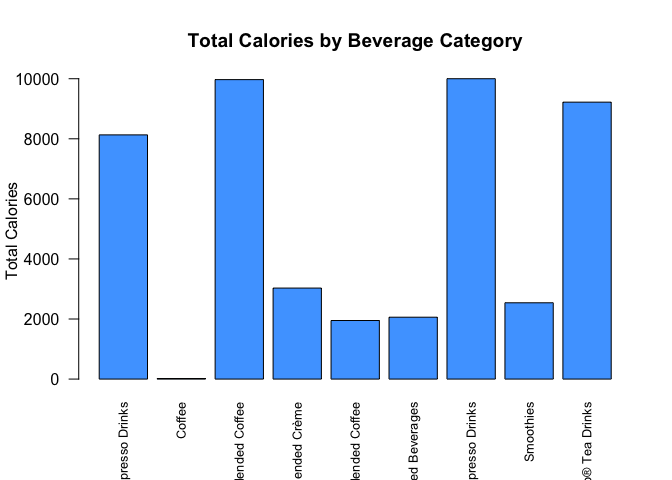 Total Calories by Beverage Category
Total Calories
10000
8000
6000
4000
2000
0
presso Drinks
Coffee
lended Coffee
ended Crème
lended Coffee
ed Beverages
presso Drinks
Smoothies
o® Tea Drinks